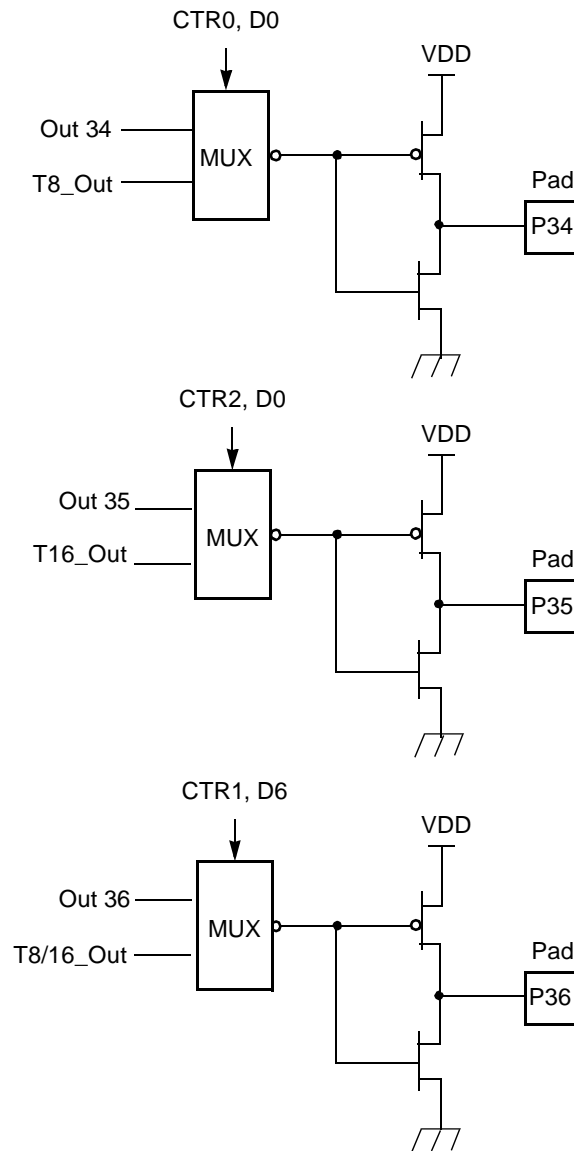 CTR0, D0
VDD
Out 34
MUX
T8_Out
Pad
P34
CTR2, D0
VDD
Out 35
MUX
T16_Out
Pad
P35
CTR1, D6
VDD
Out 36
MUX
T8/16_Out
Pad
P36